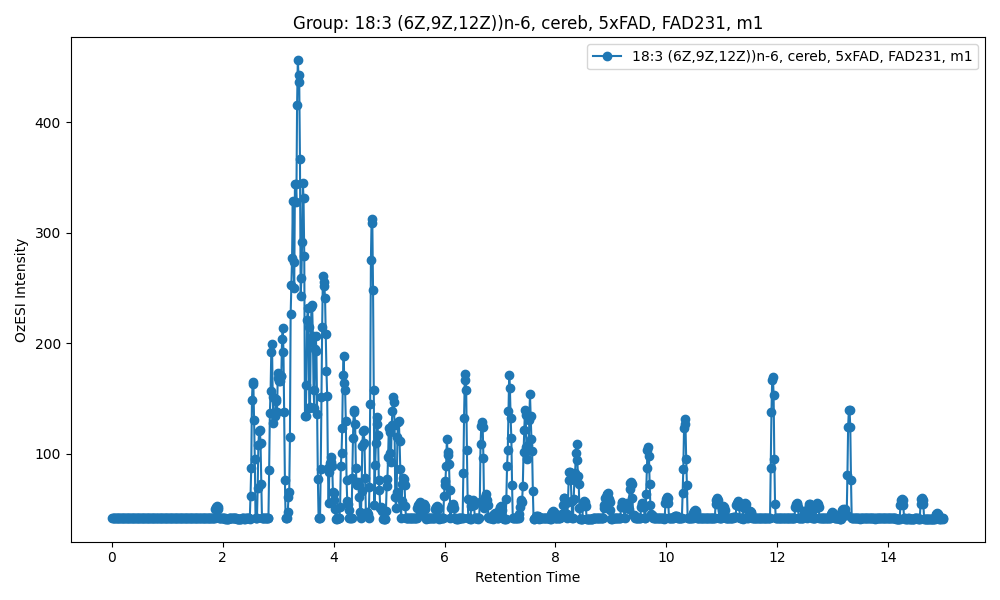 Group: 18:3 (6Z,9Z,12Z))n-6, cereb, 5xFAD, FAD231, m1
18:3 (6Z,9Z,12Z))n-6, cereb, 5xFAD, FAD231, m1
400
300
200
100
OzESI Intensity
0 2 4 6 8 10 12 14
Retention Time